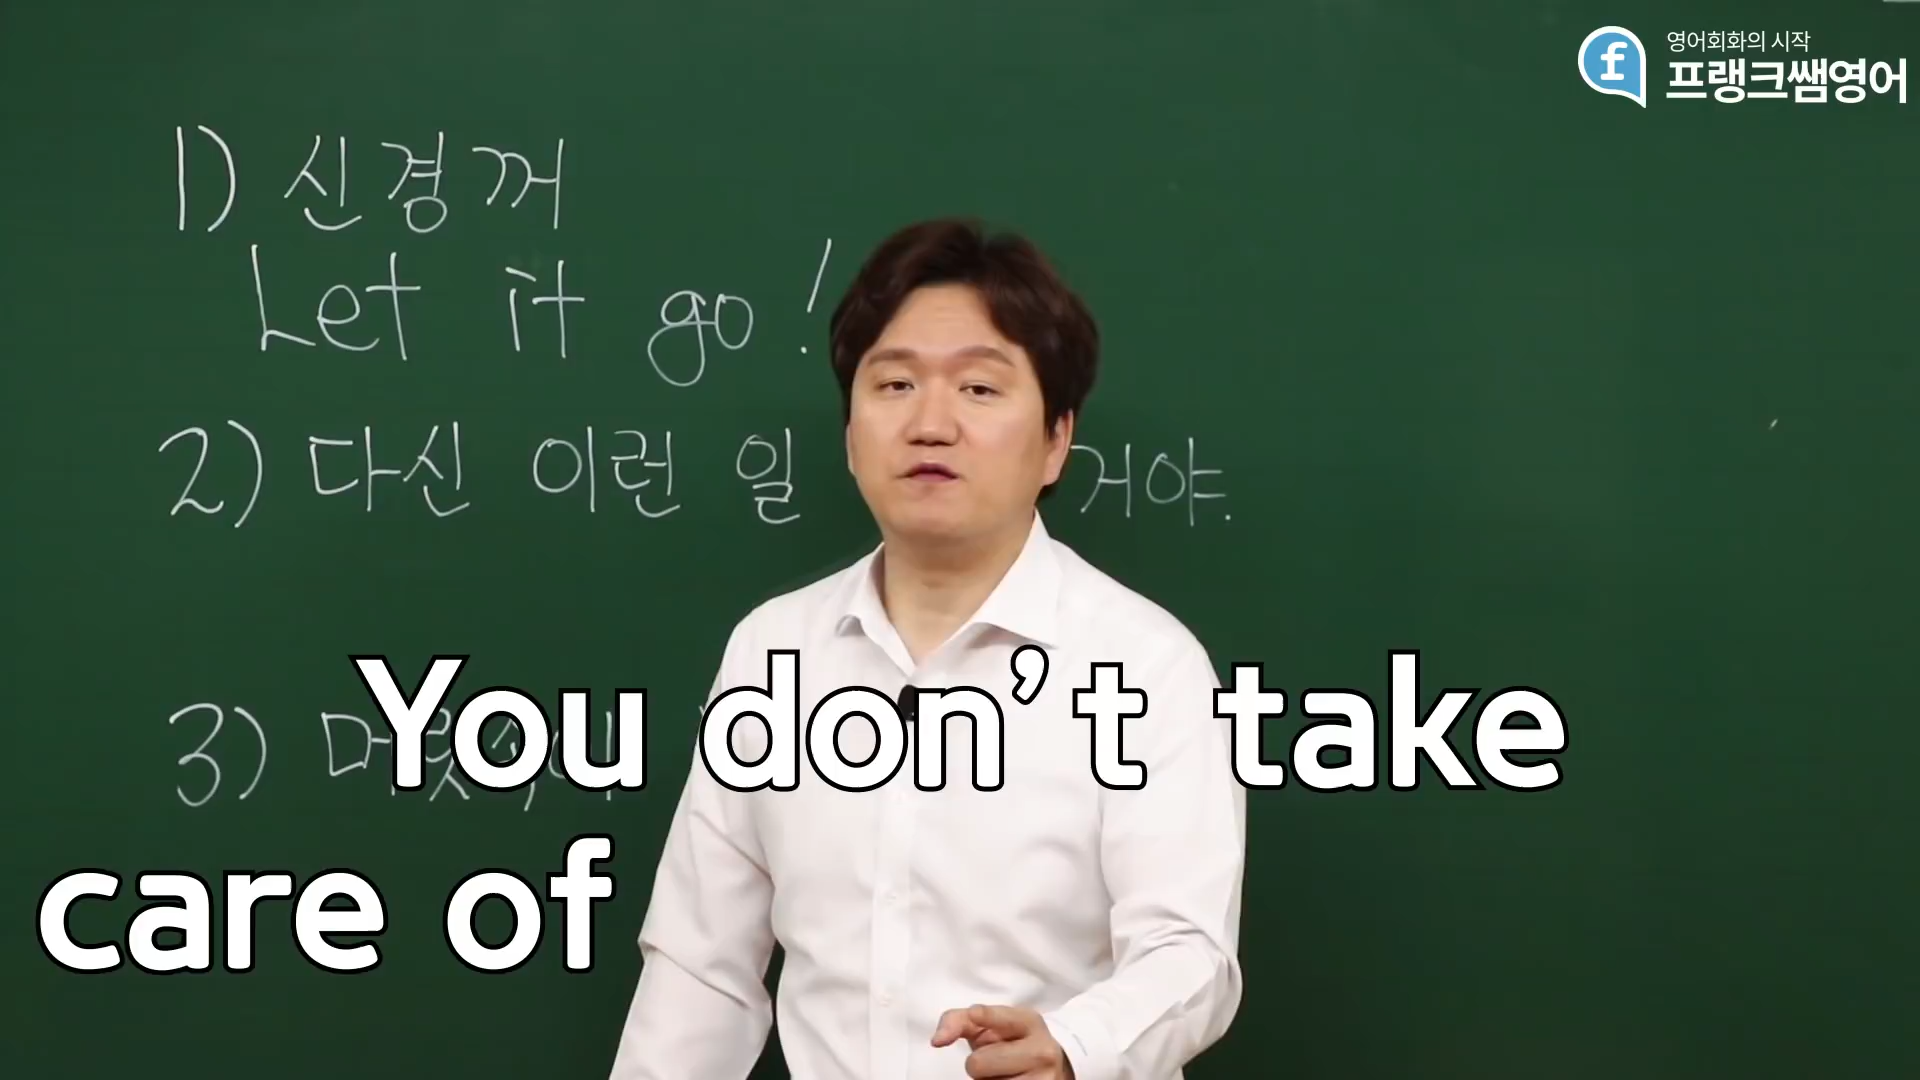 영어회화의 시작
프랭크쌤영어
1) 신경꺼
Let it go!
2) 다신 이런 일 거야.
3)
You don't take
care of